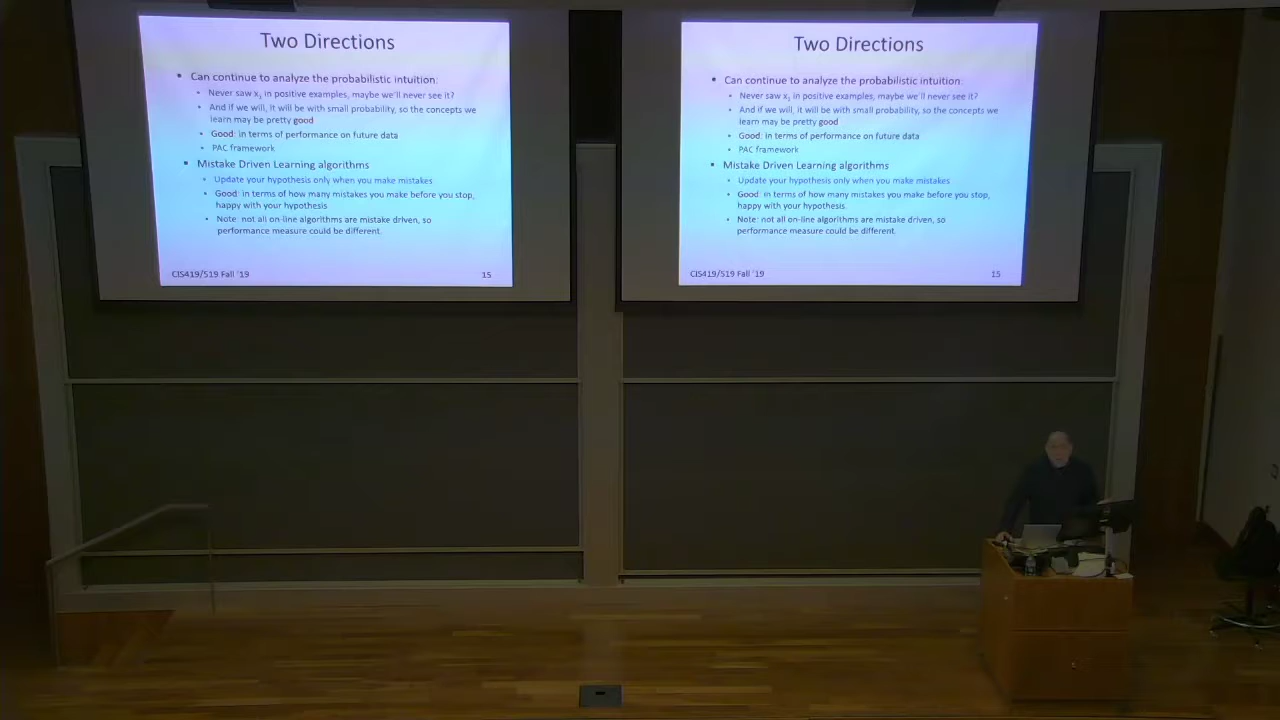 Two Directions
• Can continue to analyze the probabilistic intuition:
• Never saw x₁ in positive examples, maybe we'll never see it?
• And if we will, it will be with small probability, so the concepts we
learn may be pretty good
• Good: in terms of performance on future data
• PAC framework
• Mistake Driven Learning algorithms
• Update your hypothesis only when you make mistakes
• Good: in terms of how many mistakes you make before you stop,
happy with your hypothesis.
• Note: not all on-line algorithms are mistake driven, so
performance measure could be different.
CIS419/519 Fall '19
15
Two Directions
• Can continue to analyze the probabilistic intuition:
• Never saw x₁ in positive examples, maybe we'll never see it?
• And if we will, it will be with small probability, so the concepts we
learn may be pretty good
• Good: in terms of performance on future data
• PAC framework
• Mistake Driven Learning algorithms
• Update your hypothesis only when you make mistakes
• Good: in terms of how many mistakes you make before you stop,
happy with your hypothesis.
• Note: not all on-line algorithms are mistake driven, so
performance measure could be different.
CIS419/519 Fall '19
15